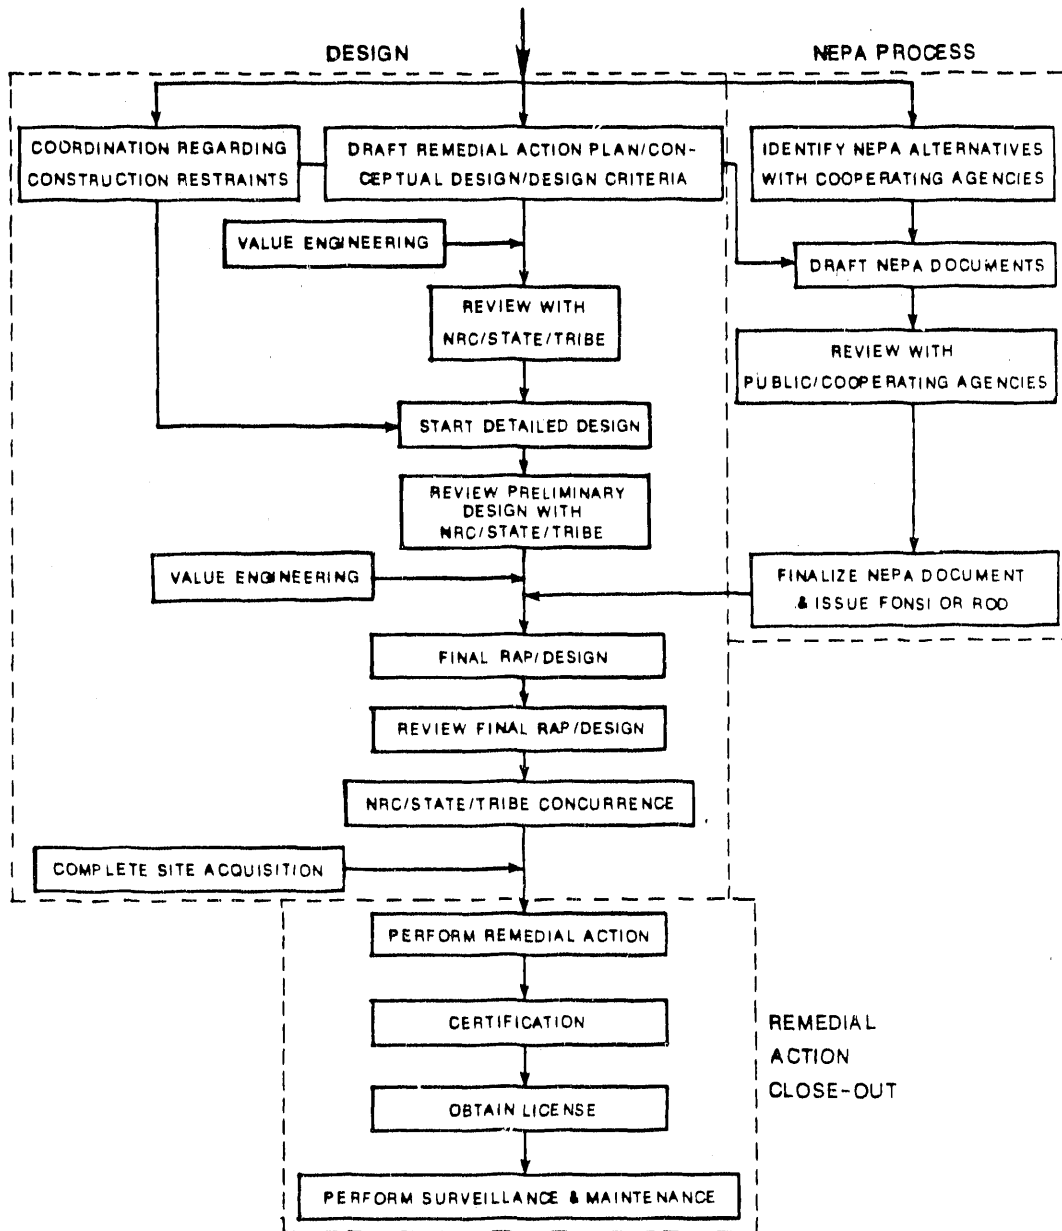 DESIGN
NEPA PROCESS
COORDINATION REGARDING
CONSTRUCTION RESTRAINTS
DRAFT REMEDIAL ACTION PLAN/CON-
CEPTUAL DESIGN/DESIGN CRITERIA
IDENTIFY NEPA ALTERNATIVES
WITH COOPERATING AGENCIES
VALUE ENGINEERING
DRAFT NEPA DOCUMENTS
REVIEW WITH
NRC/STATE/TRIBE
REVIEW WITH
PUBLIC/COOPERATING AGENCIES
START DETAILED DESIGN
REVIEW PRELIMINARY
DESIGN WITH
NRC/STATE/TRIBE
VALUE ENGINEERING
FINALIZE NEPA DOCUMENT
& ISSUE FONSI OR ROD
FINAL RAP/DESIGN
REVIEW FINAL RAP/DESIGN
NRC/STATE/TRIBE CONCURRENCE
COMPLETE SITE ACQUISITION
PERFORM REMEDIAL ACTION
CERTIFICATION
REMEDIAL
ACTION
CLOSE-OUT
OBTAIN LICENSE
PERFORM SURVEILLANCE & MAINTENANCE